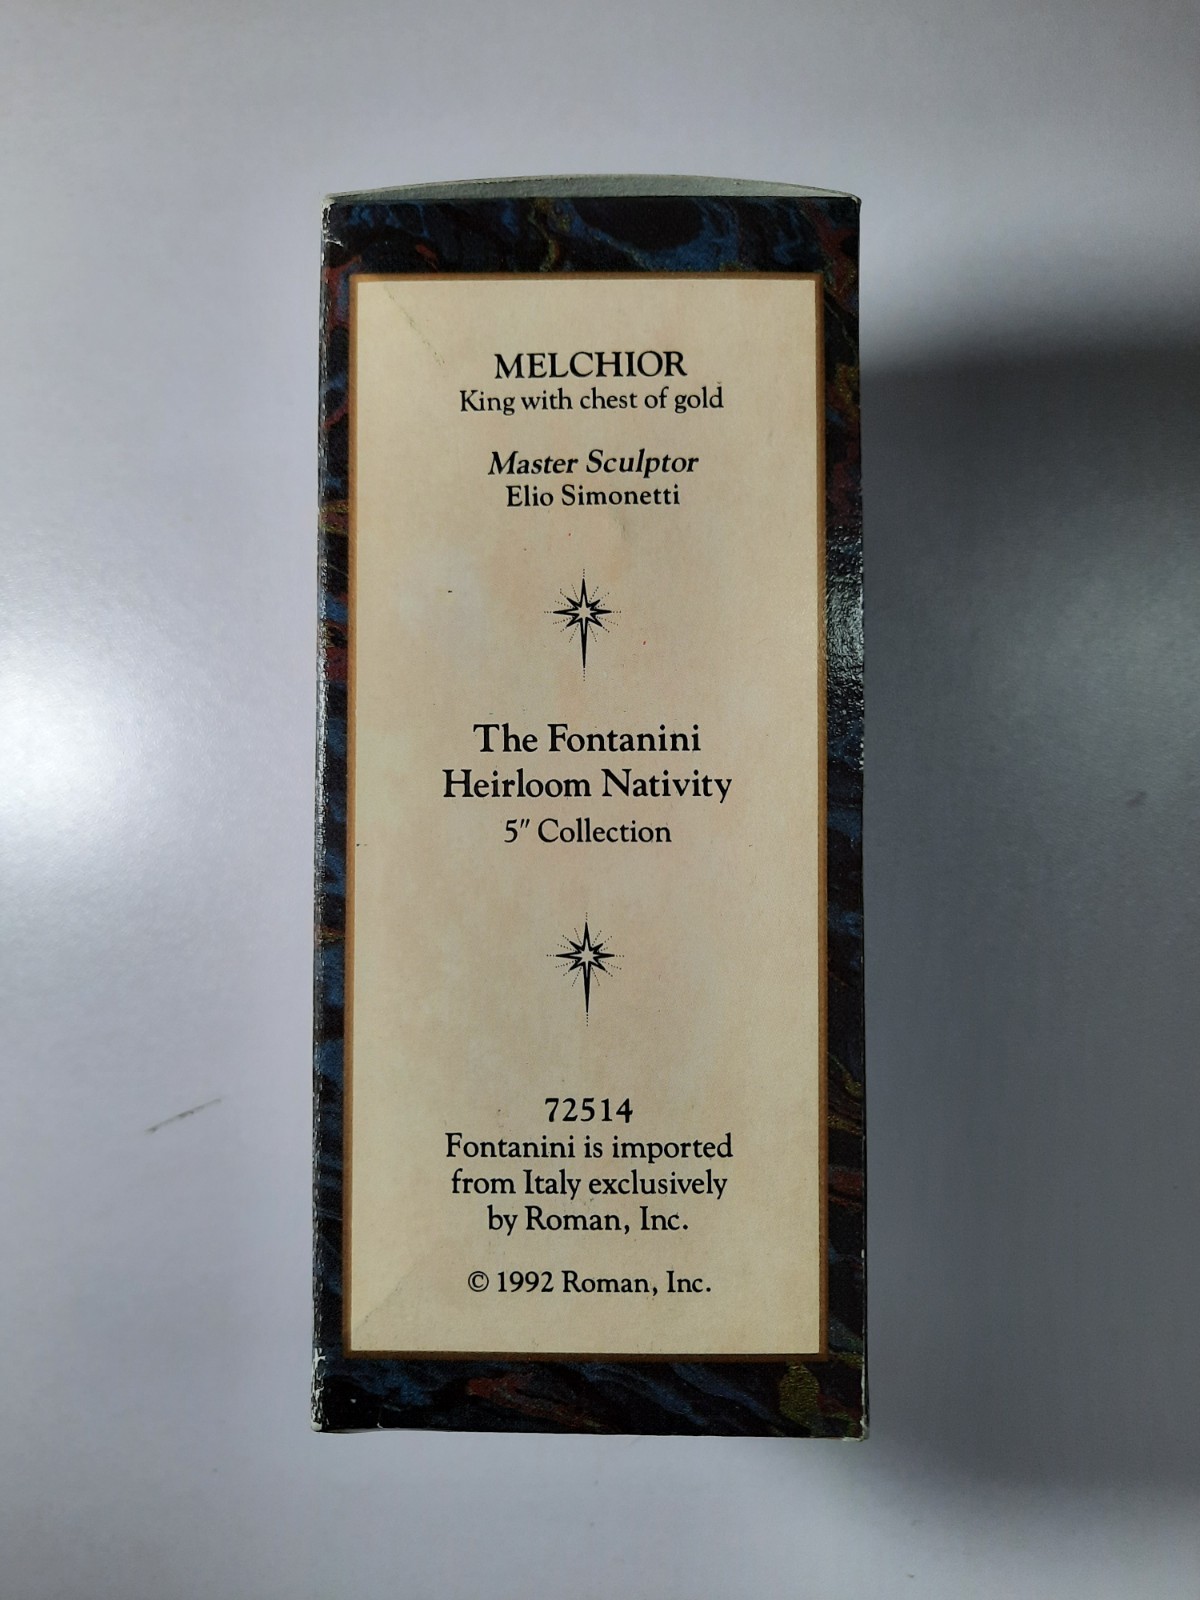 MELCHIOR
King with chest of gold
Master Sculptor
Elio Simonetti
The Fontanini
Heirloom Nativity
5" Collection
72514
Fontanini is imported
from Italy exclusively
by Roman, Inc.
© 1992 Roman, Inc.